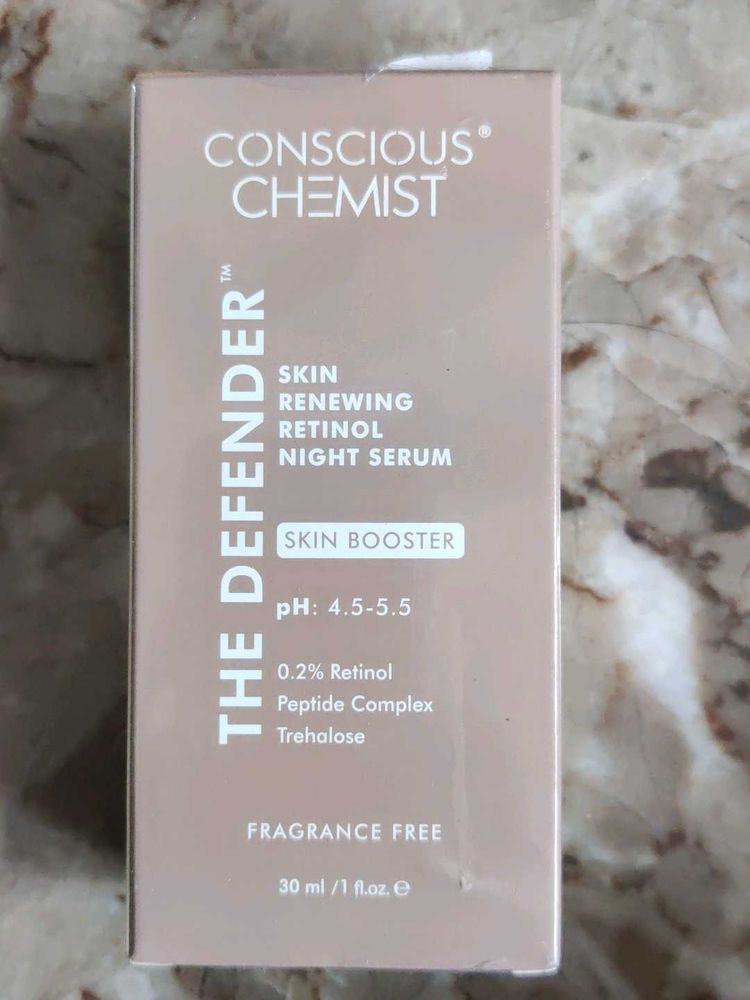 CONSCIOUS®
CHEMIST
THE DEFENDER™
SKIN
RENEWING
RETINOL
NIGHT SERUM
SKIN BOOSTER
pH: 4.5-5.5
0.2% Retinol
Peptide Complex
Trehalose
FRAGRANCE FREE
30 ml /1 fl.oz. ℮